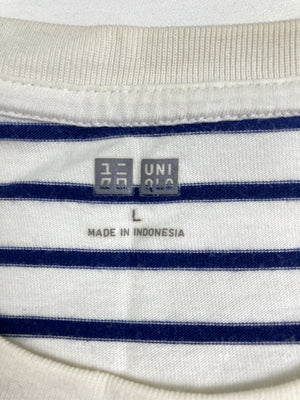 ユニ UNI
クロ QLO
L
MADE IN INDONESIA